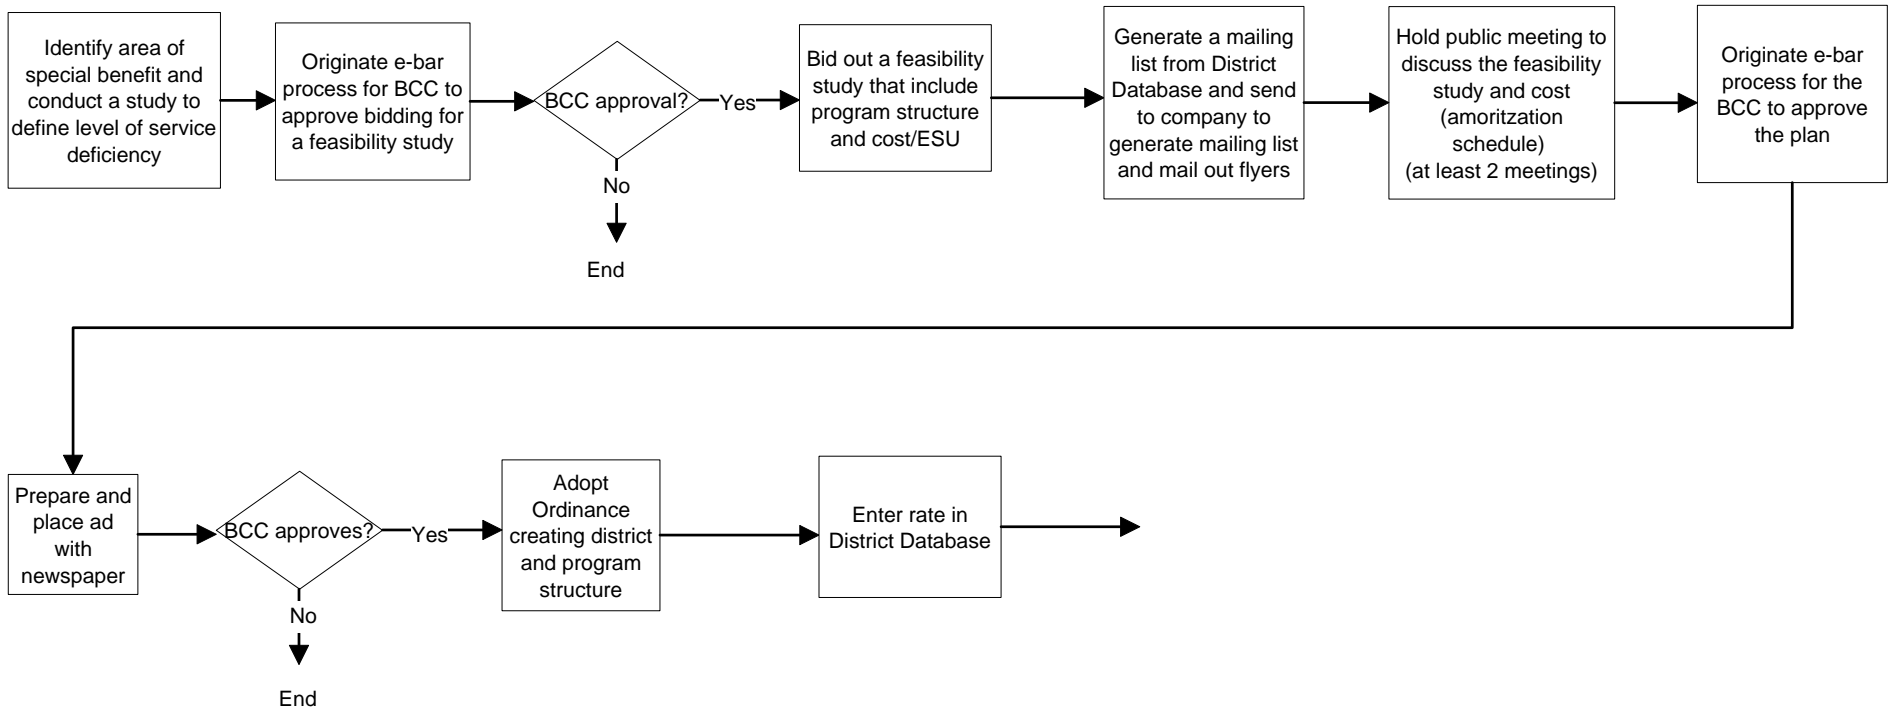 Identify area of
special benefit and
conduct a study to
define level of service
deficiency
Originate e-bar
process for BCC to
approve bidding for
a feasibility study
BCC approval?
Yes
No
End
Bid out a feasibility
study that include
program structure
and cost/ESU
Generate a mailing
list from District
Database and send
to company to
generate mailing list
and mail out flyers
Hold public meeting to
discuss the feasibility
study and cost
(amoritzation
schedule)
(at least 2 meetings)
Originate e-bar
process for the
BCC to approve
the plan
Prepare and
place ad
with
newspaper
BCC approves?
Yes
No
End
Adopt
Ordinance
creating district
and program
structure
Enter rate in
District Database